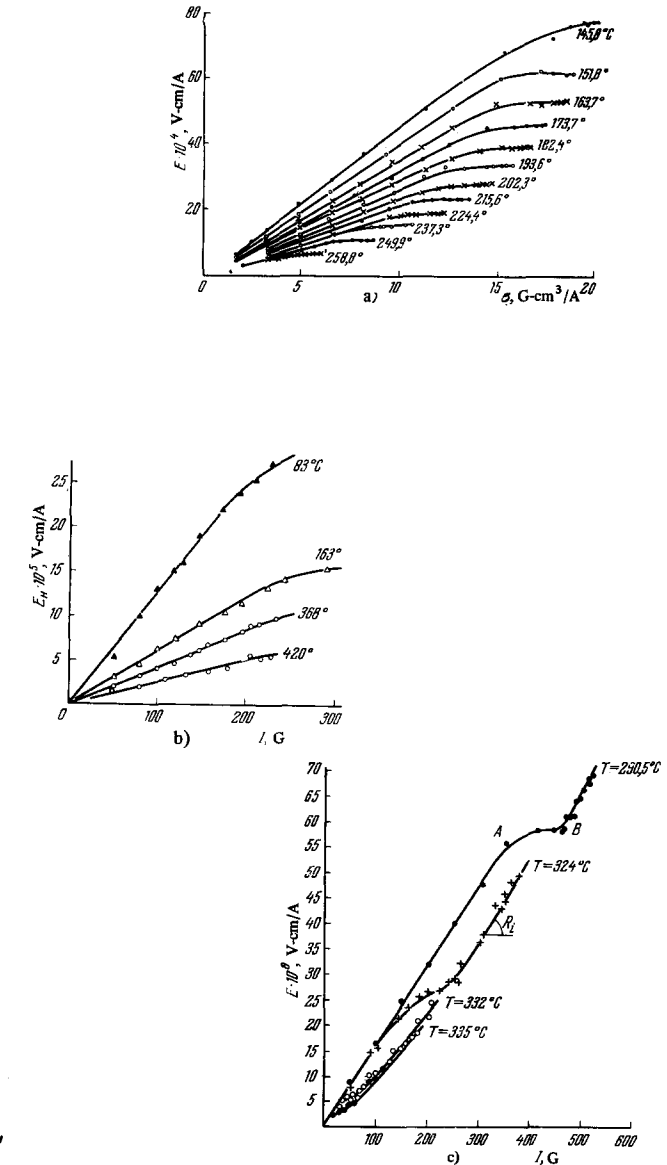 80
60
40
20
E·10⁴, V-cm/A
145,8°C
151,8°
163,7°
173,7°
182,4°
193,6°
202,3°
215,6°
224,4°
237,3°
249,9°
258,8°
0 5 10 15 20
a) σ, G-cm³/A
25
20
15
10
5
E_H·10⁵, V-cm/A
83°C
163°
368°
420°
0 100 200 300
b) I, G
70
65
60
55
50
45
40
35
30
25
20
15
10
5
E·10⁸, V-cm/A
T=290,5°C
A
B
T=324°C
R_i
T=332°C
T=335°C
100 200 300 400 500 600
c) I, G